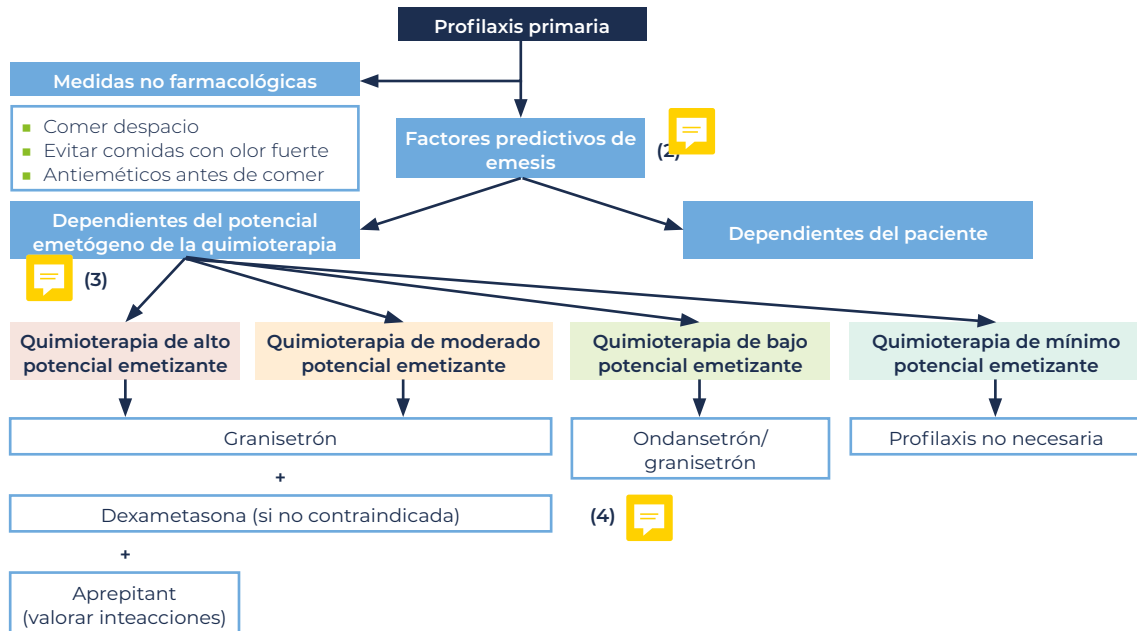 Profilaxis primaria
Medidas no farmacológicas
Comer despacio
Evitar comidas con olor fuerte
Antieméticos antes de comer
Factores predictivos de
emesis
(2)
Dependientes del potencial
emetógeno de la quimioterapia
Dependientes del paciente
(3)
Quimioterapia de alto
potencial emetizante
Quimioterapia de moderado
potencial emetizante
Quimioterapia de bajo
potencial emetizante
Quimioterapia de mínimo
potencial emetizante
Granisetrón
Ondansetrón/
granisetrón
Profilaxis no necesaria
+
Dexametasona (si no contraindicada)
(4)
+
Aprepitant
(valorar inteacciones)